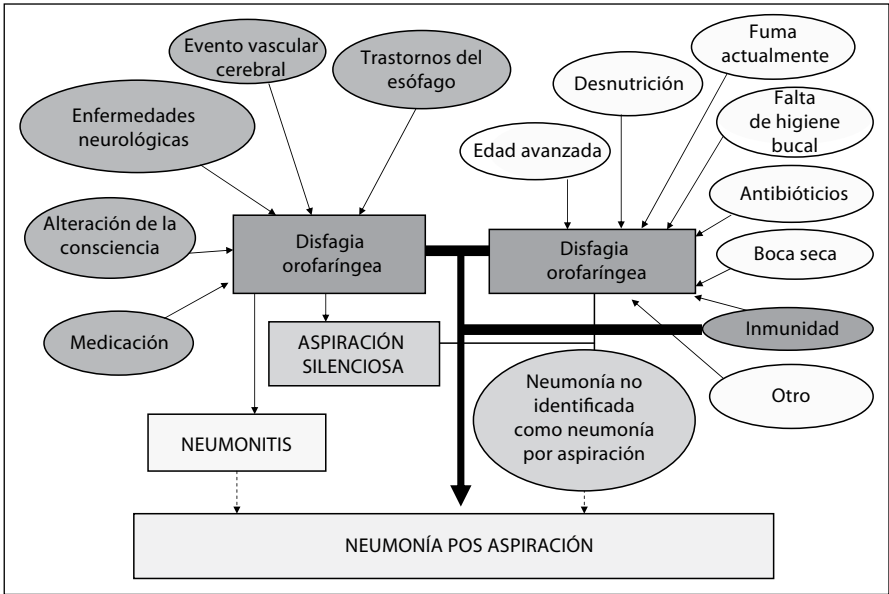 Evento vascular
cerebral
Trastornos del
esófago
Fuma
actualmente
Desnutrición
Enfermedades
neurológicas
Falta
de higiene
bucal
Edad avanzada
Antibióticios
Alteración de la
consciencia
Disfagia
orofaríngea
Disfagia
orofaríngea
Boca seca
Medicación
ASPIRACIÓN
SILENCIOSA
Inmunidad
Neumonía no
identificada
como neumonía
por aspiración
Otro
NEUMONITIS
NEUMONÍA POS ASPIRACIÓN